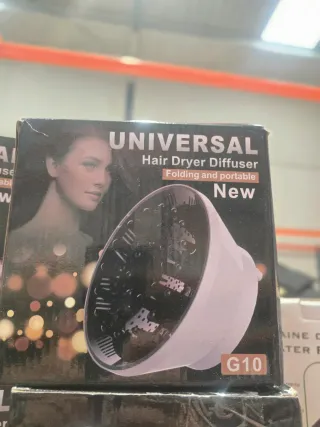 UNIVERSAL
Hair Dryer Diffuser
Folding and portable
New
G10